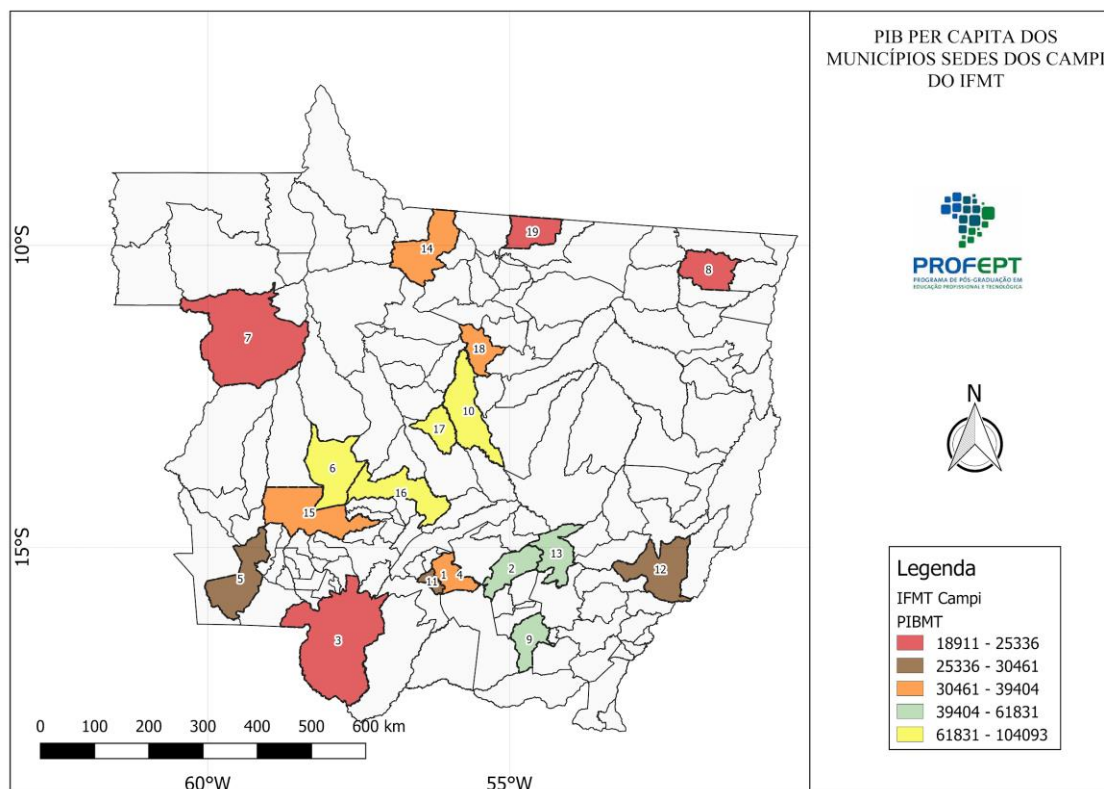 PIB PER CAPITA DOS
MUNICÍPIOS SEDES DOS CAMPI
DO IFMT
10°S
15°S
60°W
55°W
14
19
8
7
18
10
17
6
16
15
5
11
1
4
2
13
12
3
9
0 100 200 300 400 500 600 km
PROFEPT
PROGRAMA DE PÓS-GRADUAÇÃO EM
EDUCAÇÃO PROFISSIONAL E TECNOLÓGICA
N
Legenda
IFMT Campi
PIBMT
18911 - 25336
25336 - 30461
30461 - 39404
39404 - 61831
61831 - 104093